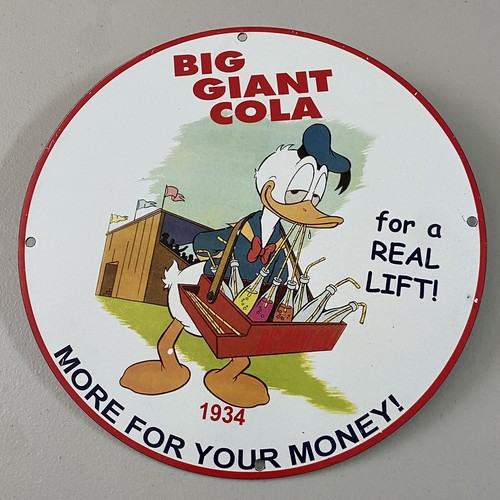 BIG
GIANT
COLA
for a
REAL
LIFT!
1934
MORE FOR YOUR MONEY!